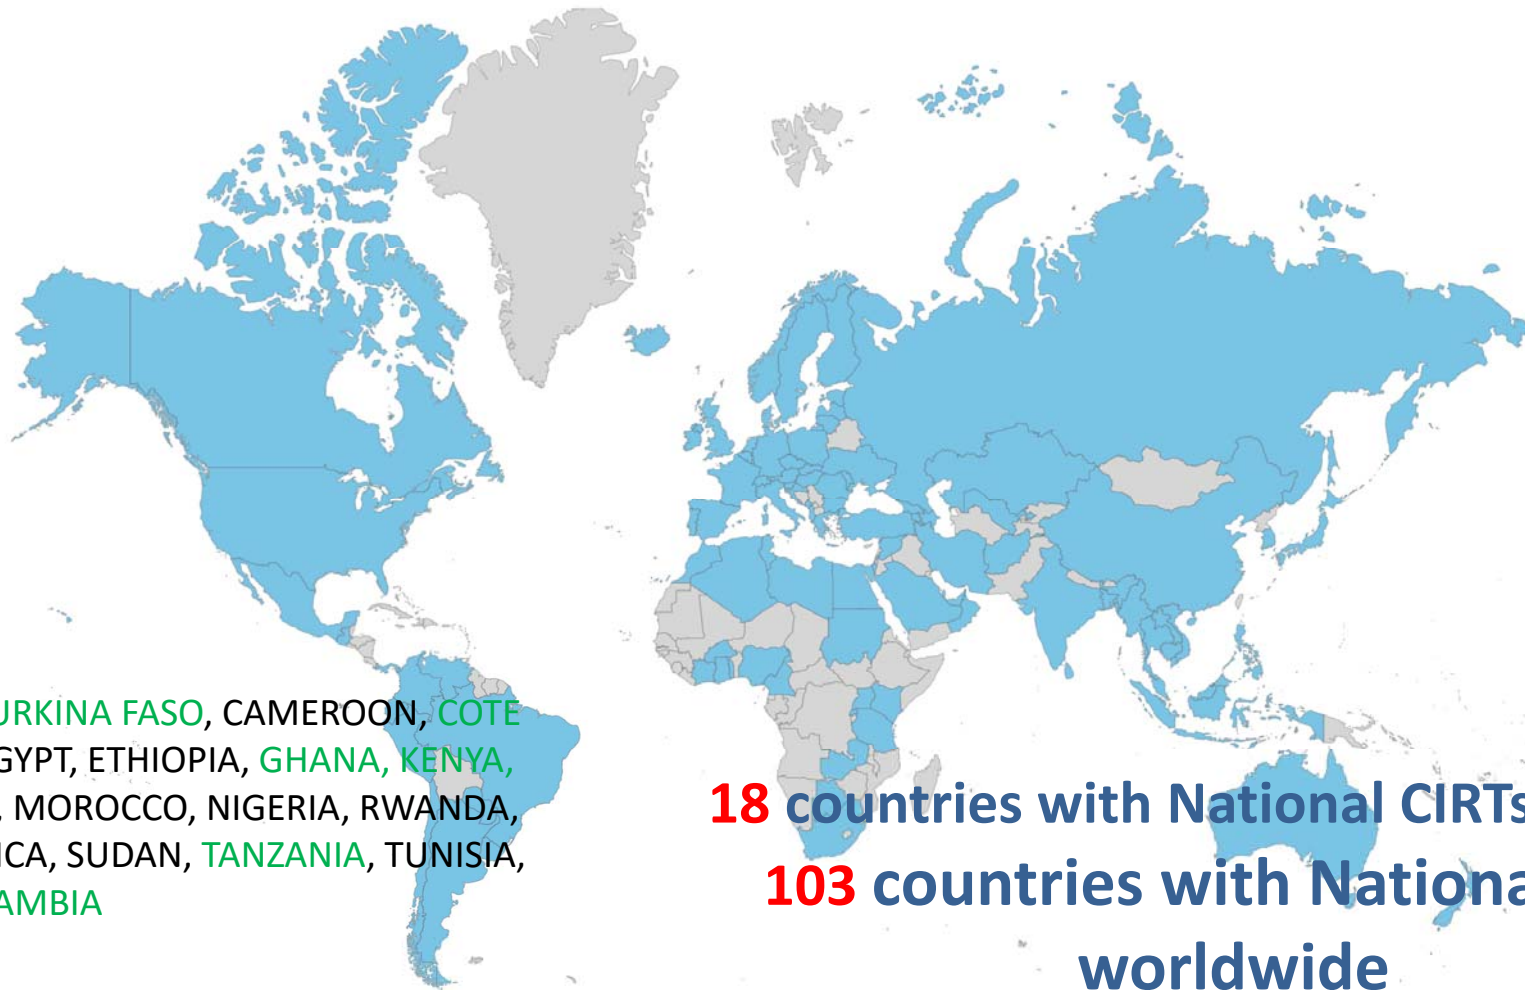 URKINA FASO, CAMEROON, COTE
GYPT, ETHIOPIA, GHANA, KENYA,
, MOROCCO, NIGERIA, RWANDA,
ICA, SUDAN, TANZANIA, TUNISIA,
AMBIA
18 countries with National CIRTs
103 countries with Nationa
worldwide